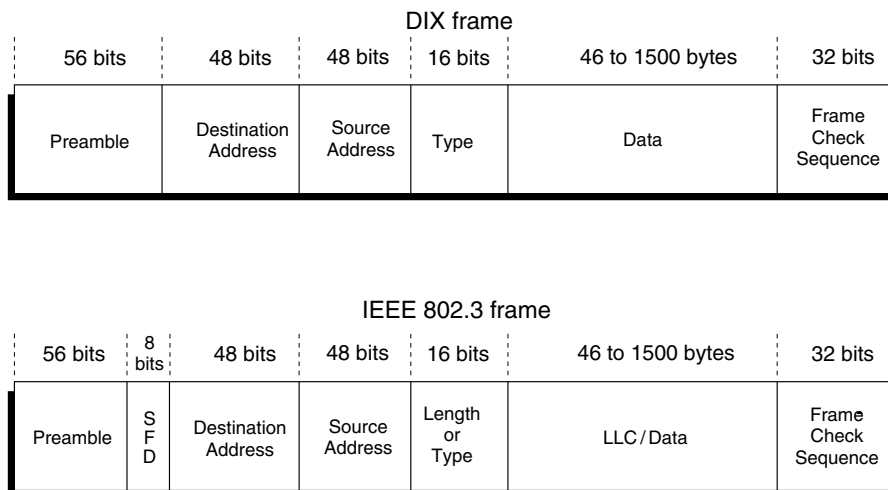 DIX frame
56 bits 48 bits 48 bits 16 bits 46 to 1500 bytes 32 bits
Preamble
Destination
Address
Source
Address
Type
Data
Frame
Check
Sequence
IEEE 802.3 frame
56 bits 8 bits 48 bits 48 bits 16 bits 46 to 1500 bytes 32 bits
Preamble
S
F
D
Destination
Address
Source
Address
Length
or
Type
LLC/Data
Frame
Check
Sequence